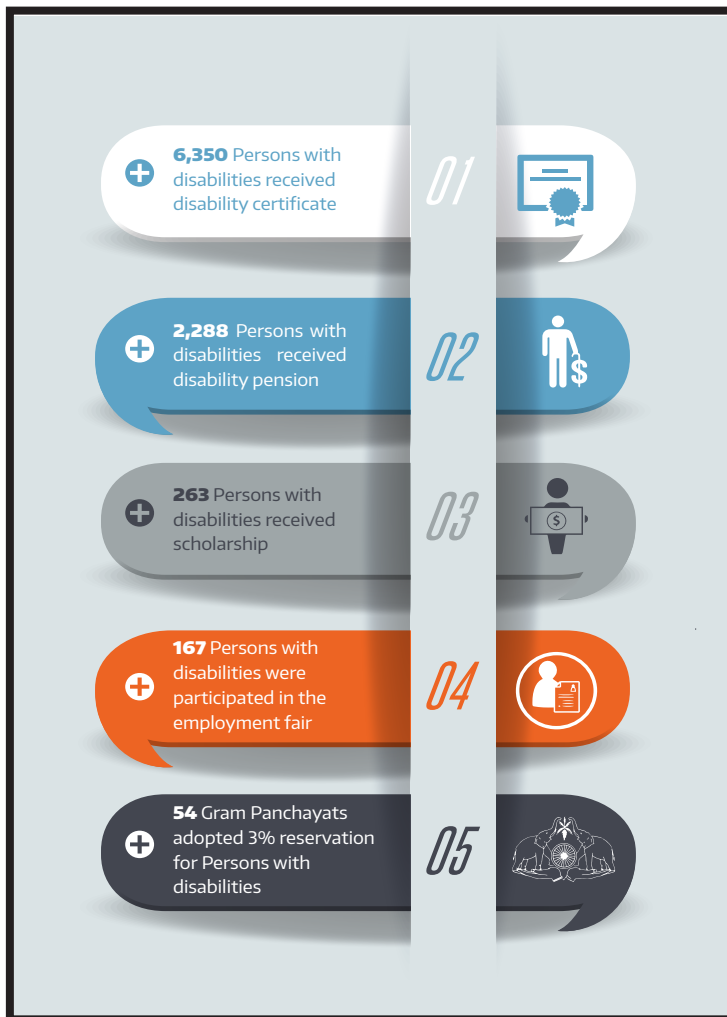 6,350 Persons with
disabilities received
disability certificate
01
2,288 Persons with
disabilities received
disability pension
02
$
263 Persons with
disabilities received
scholarship
03
$
167 Persons with
disabilities were
participated in the
employment fair
04
54 Gram Panchayats
adopted 3% reservation
for Persons with
disabilities
05